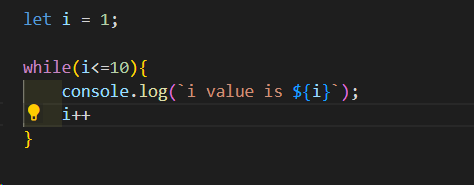 let i = 1;
while(i<=10){
console.log(`i value is ${i}`);
i++
}